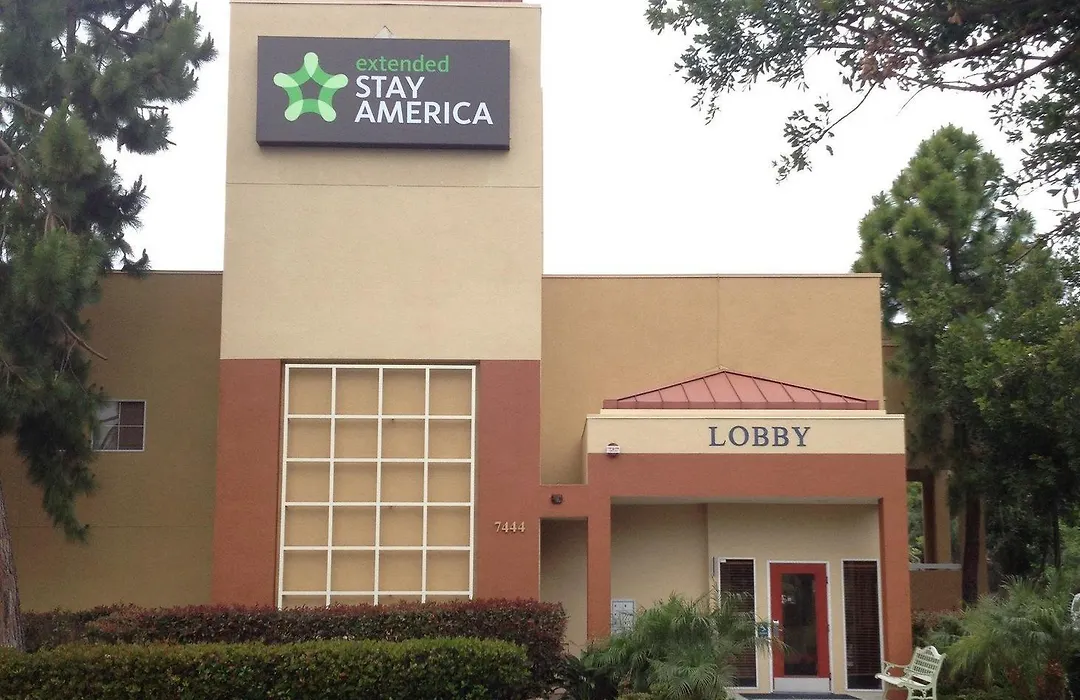 extended
STAY
AMERICA
LOBBY
7444